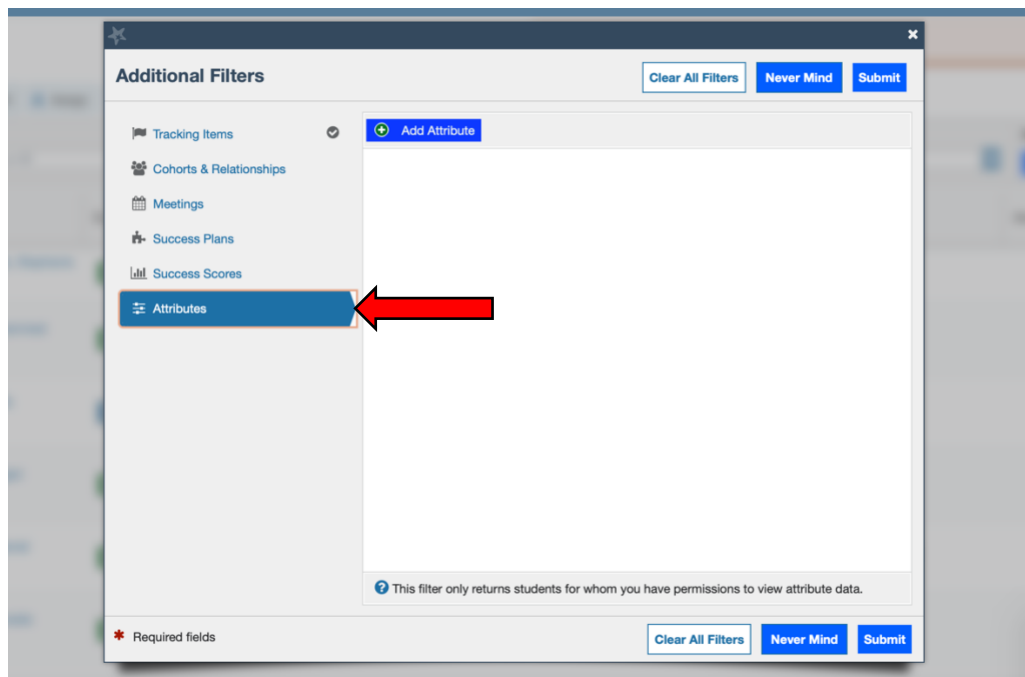 Additional Filters
Clear All Filters
Never Mind
Submit
Tracking Items
Cohorts & Relationships
Meetings
Success Plans
Success Scores
Attributes
Add Attribute
This filter only returns students for whom you have permissions to view attribute data.
* Required fields
Clear All Filters
Never Mind
Submit